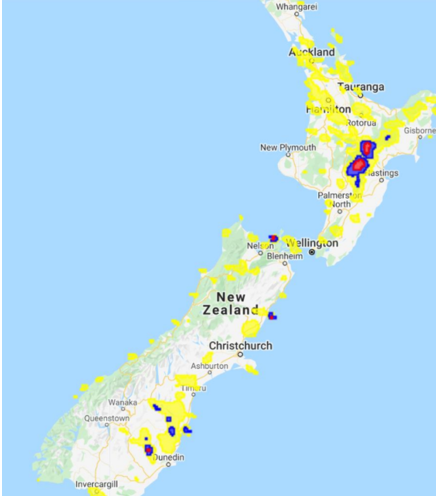 Whangarei
Auckland
Tauranga
Hamilton
Rotorua
Gisborne
New Plymouth
Hastings
Palmerston
North
Nelson
Wellington
Blenheim
New
Zealand
Christchurch
Ashburton
Timaru
Wanaka
Queenstown
Dunedin
Invercargill